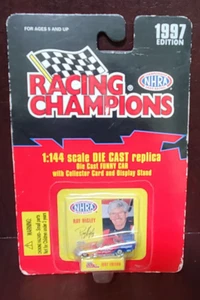 FOR AGES 8 AND UP
1997
EDITION
RACING
NHRA
CHAMPIONS
1:144 scale DIE CAST replica
Die Cast FUNNY CAR
with Collector Card and Display Stand
NHRA
WARNING: